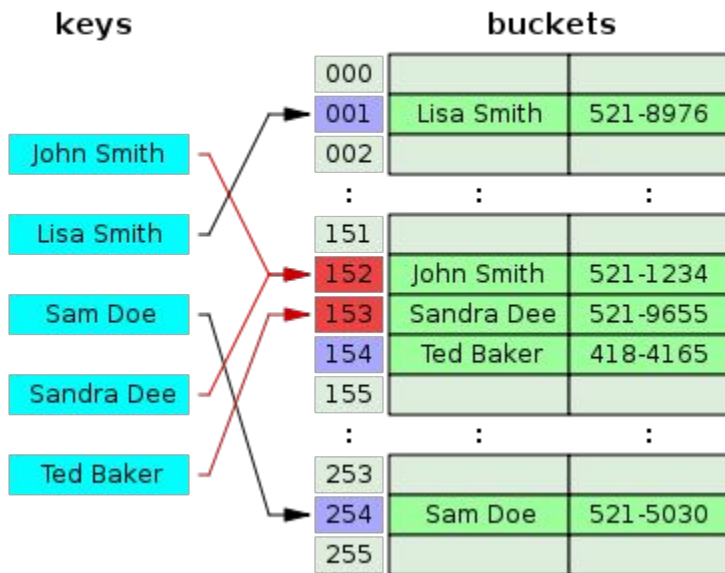 keys
buckets
000
001 Lisa Smith 521-8976
002
: : :
John Smith
Lisa Smith
Sam Doe
Sandra Dee
Ted Baker
151
152 John Smith 521-1234
153 Sandra Dee 521-9655
154 Ted Baker 418-4165
155
: : :
253
254 Sam Doe 521-5030
255